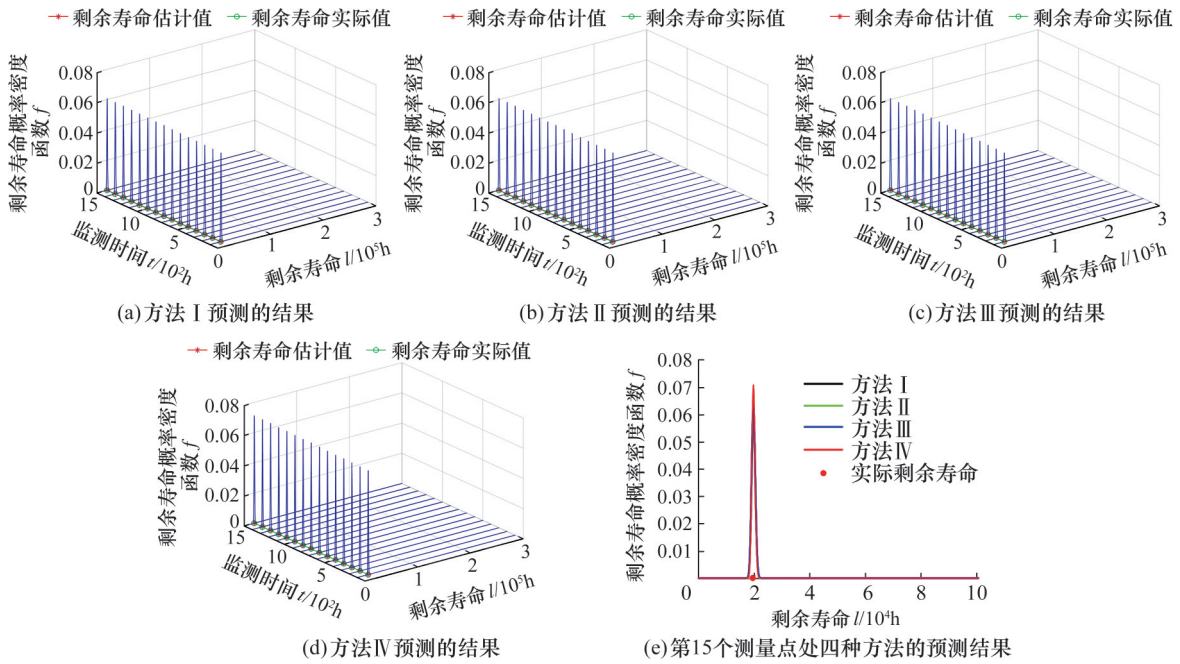 剩余寿命估计值 剩余寿命实际值
剩余寿命概率密度
函数 f
0.08
0.06
0.04
0.02
0
15
10
5
0
监测时间 t/10²h
1
2
3
剩余寿命 l/10⁵h
(a)方法Ⅰ预测的结果
剩余寿命估计值 剩余寿命实际值
剩余寿命概率密度
函数 f
0.08
0.06
0.04
0.02
0
15
10
5
0
监测时间 t/10²h
1
2
3
剩余寿命 l/10⁵h
(b)方法Ⅱ预测的结果
剩余寿命估计值 剩余寿命实际值
剩余寿命概率密度
函数 f
0.08
0.06
0.04
0.02
0
15
10
5
0
监测时间 t/10²h
1
2
3
剩余寿命 l/10⁵h
(c)方法Ⅲ预测的结果
剩余寿命估计值 剩余寿命实际值
剩余寿命概率密度
函数 f
0.08
0.06
0.04
0.02
0
15
10
5
0
监测时间 t/10²h
1
2
3
剩余寿命 l/10⁵h
(d)方法Ⅳ预测的结果
剩余寿命概率密度函数 f
0.08
0.07
0.06
0.05
0.04
0.03
0.02
0.01
0 2 4 6 8 10
方法Ⅰ
方法Ⅱ
方法Ⅲ
方法Ⅳ
实际剩余寿命
剩余寿命 l/10⁴h
(e)第15个测量点处四种方法的预测结果